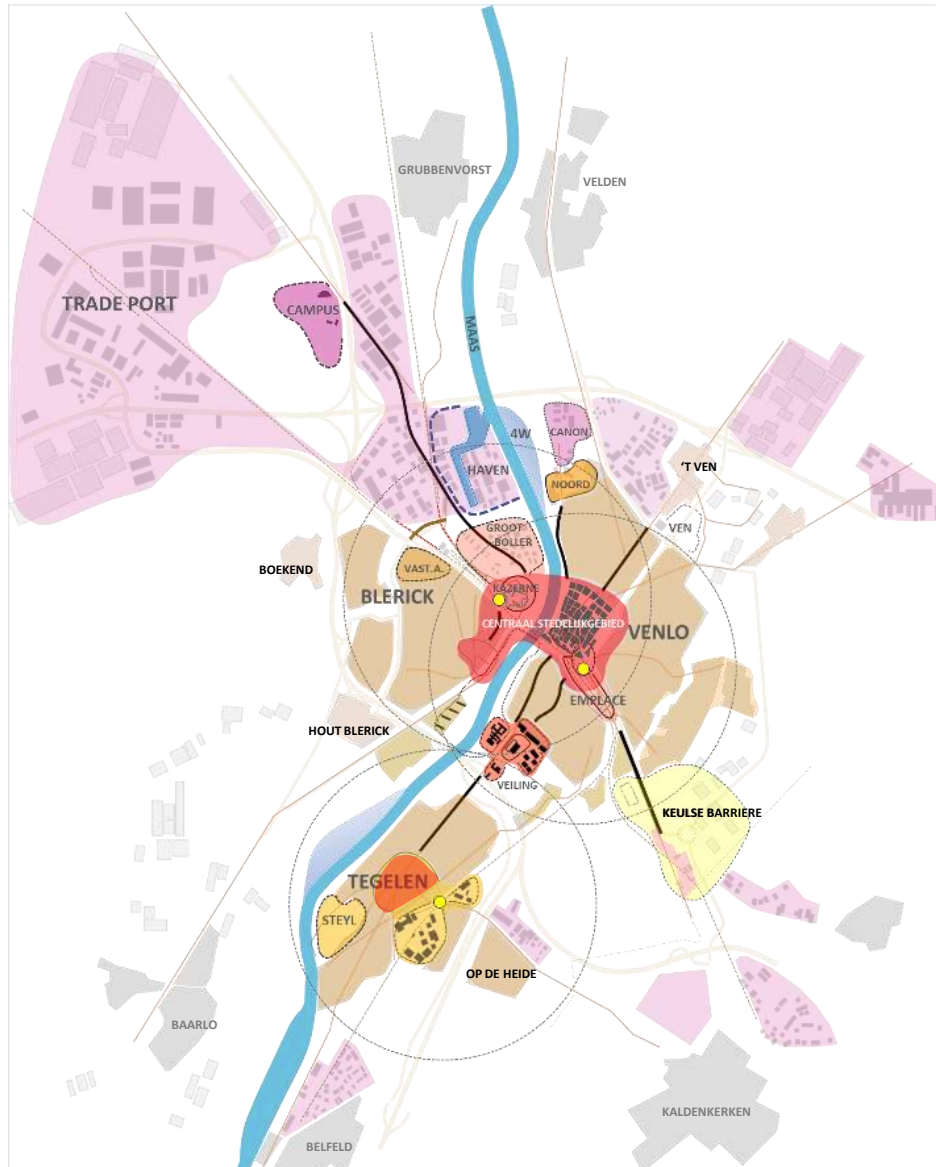 GRUBBENVORST
VELDEN
TRADE PORT
CAMPUS
MAAS
4W
CANON
HAVEN
'T VEN
NOORD
VEN
GROOT
BOLLER
BOEKEND
VAST.A.
BLERICK
KAZERNE
CENTRAAL STEDELIJKGEBIED
VENLO
EMPLACE
HOUT BLERICK
VEILING
KEULSE BARRIERE
TEGELEN
STEYL
OP DE HEIDE
BAARLO
KALDENKERKEN
BELFELD